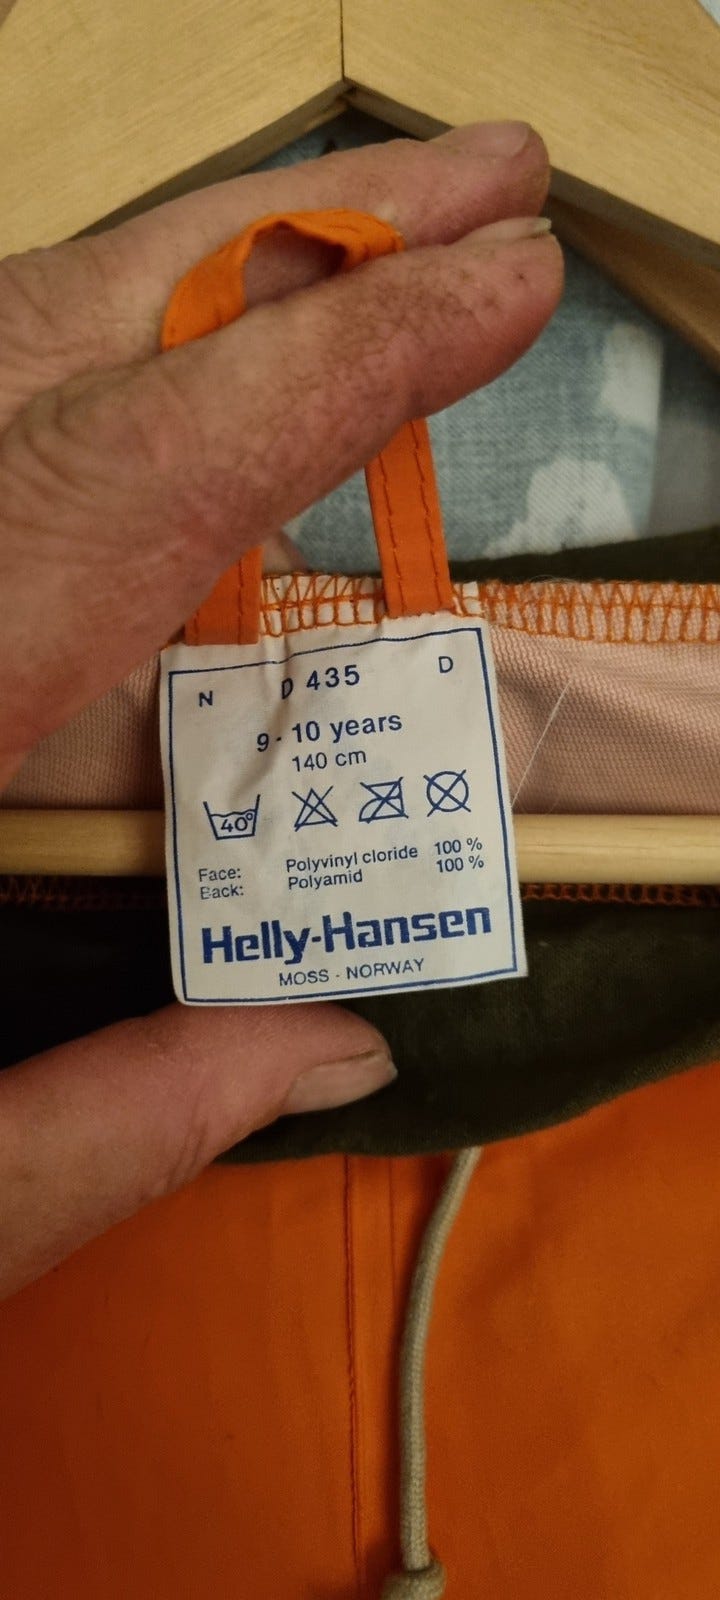 N D 435 D
9 - 10 years
140 cm
40°
Face: Polyvinyl cloride 100 %
Back: Polyamid 100 %
Helly-Hansen
MOSS - NORWAY